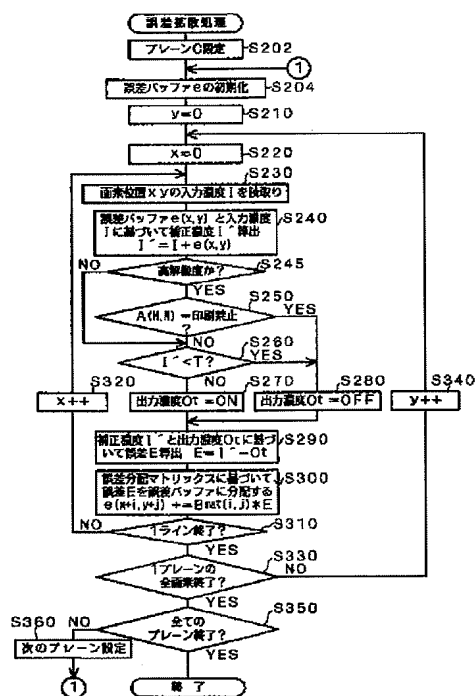 誤差拡散処理
プレーンC設定 S202
1
誤差バッファeの初期化 S204
y=0 S210
x=0 S220
S230
画素位置xyの入力濃度Iを読取り
誤差バッファe(x,y)と入力濃度 S240
Iに基づいて補正濃度I´算出
I´=I+e(x,y)
NO 高解像度か? S245
YES S250
A(M,N)=印刷禁止 YES
?
NO S260
I´<T? YES
S320 NO S270 S280 S340
x++ 出力濃度Ot=ON 出力濃度Ot=OFF y++
補正濃度I´と出力濃度Otに基づ S290
いて誤差E算出 E=I´-Ot
誤差分配マトリックスに基づいて S300
誤差Eを誤差バッファに分配する
e(x+i,y+j)+=Bmat(i,j)*E
NO 1ライン終了? S310
YES S330
1プレーンの NO
全画素終了?
YES S350
S360 NO 全ての
プレーン終了?
次のプレーン設定 YES
1 終了